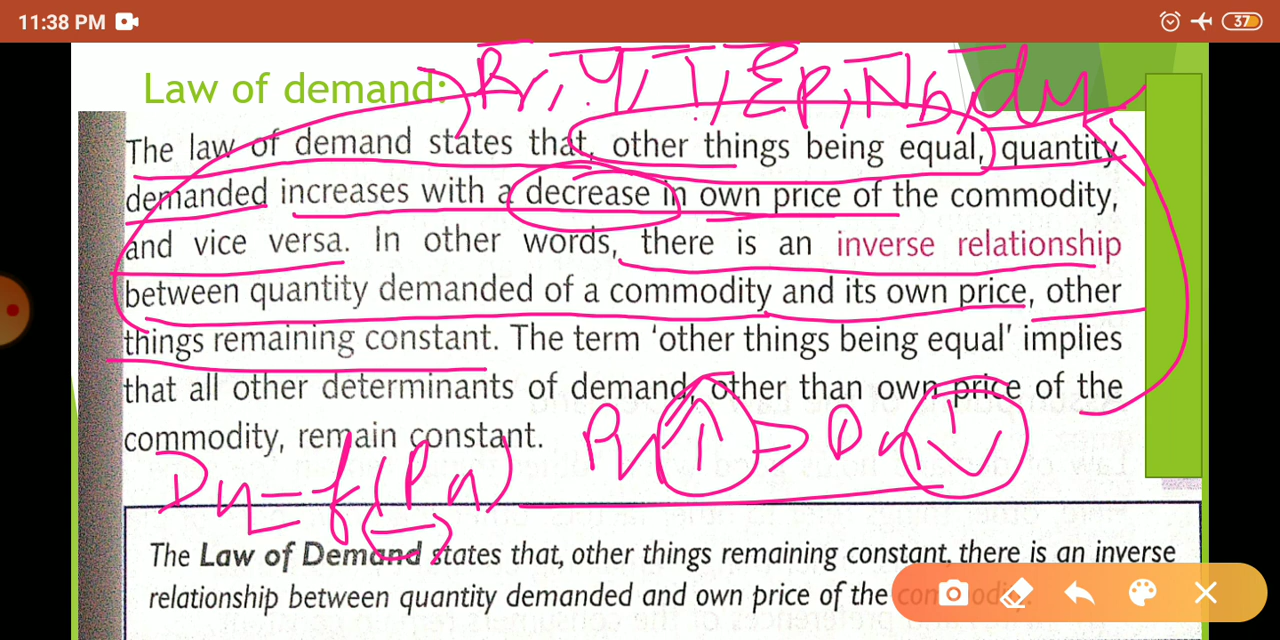 11:38 PM
37
Law of demand:
Pr, Y, T, Ep, Np, dy
The law of demand states that, other things being equal, quantity
demanded increases with a decrease in own price of the commodity,
and vice versa. In other words, there is an inverse relationship
between quantity demanded of a commodity and its own price, other
things remaining constant. The term ‘other things being equal’ implies
that all other determinants of demand, other than own price of the
commodity, remain constant.
The Law of Demand states that, other things remaining constant, there is an inverse
relationship between quantity demanded and own price of the